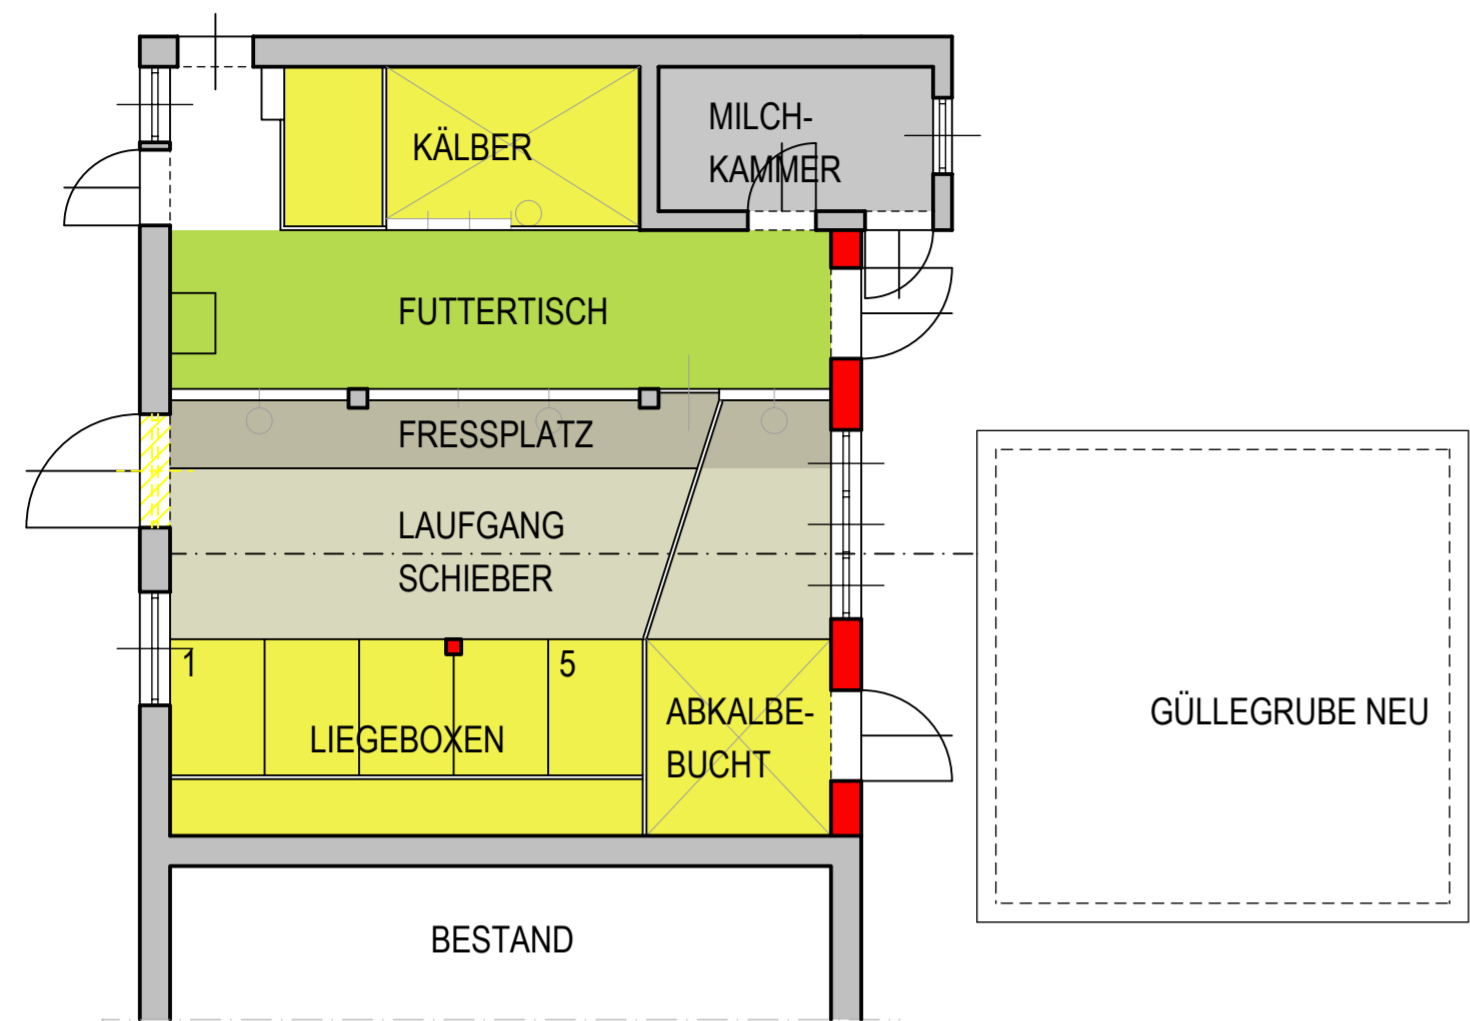 MILCH-
KAMMER
KÄLBER
FUTTERTISCH
FRESSPLATZ
LAUFGANG
SCHIEBER
1
5
LIEGEBOXEN
ABKALBE-
BUCHT
GÜLLEGRUBE NEU
BESTAND